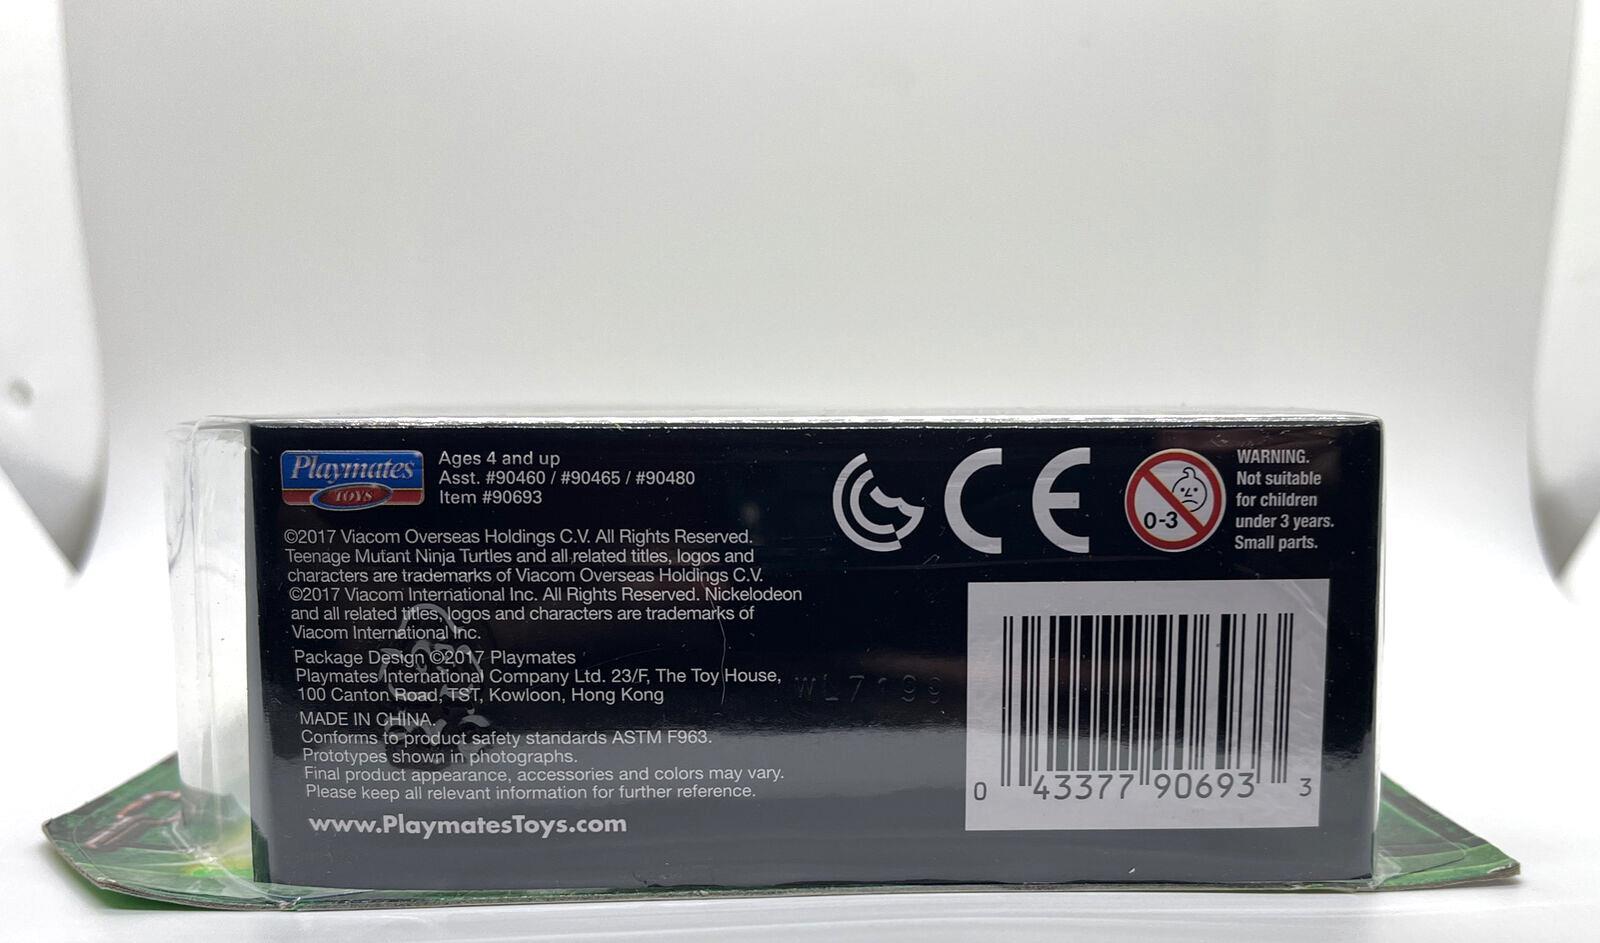 Playmates
TOYS
Ages 4 and up
Asst. #90460 / #90465 / #90480
Item #90693
©2017 Viacom Overseas Holdings C.V. All Rights Reserved.
Teenage Mutant Ninja Turtles and all related titles, logos and
characters are trademarks of Viacom Overseas Holdings C.V.
©2017 Viacom International Inc. All Rights Reserved. Nickelodeon
and all related titles, logos and characters are trademarks of
Viacom International Inc.
Package Design ©2017 Playmates
Playmates International Company Ltd. 23/F, The Toy House,
100 Canton Road, TST, Kowloon, Hong Kong
MADE IN CHINA.
Conforms to product safety standards ASTM F963.
Prototypes shown in photographs.
Final product appearance, accessories and colors may vary.
Please keep all relevant information for further reference.
www.PlaymatesToys.com
CE
0-3
WARNING.
Not suitable
for children
under 3 years.
Small parts.
0 43377 90693 3